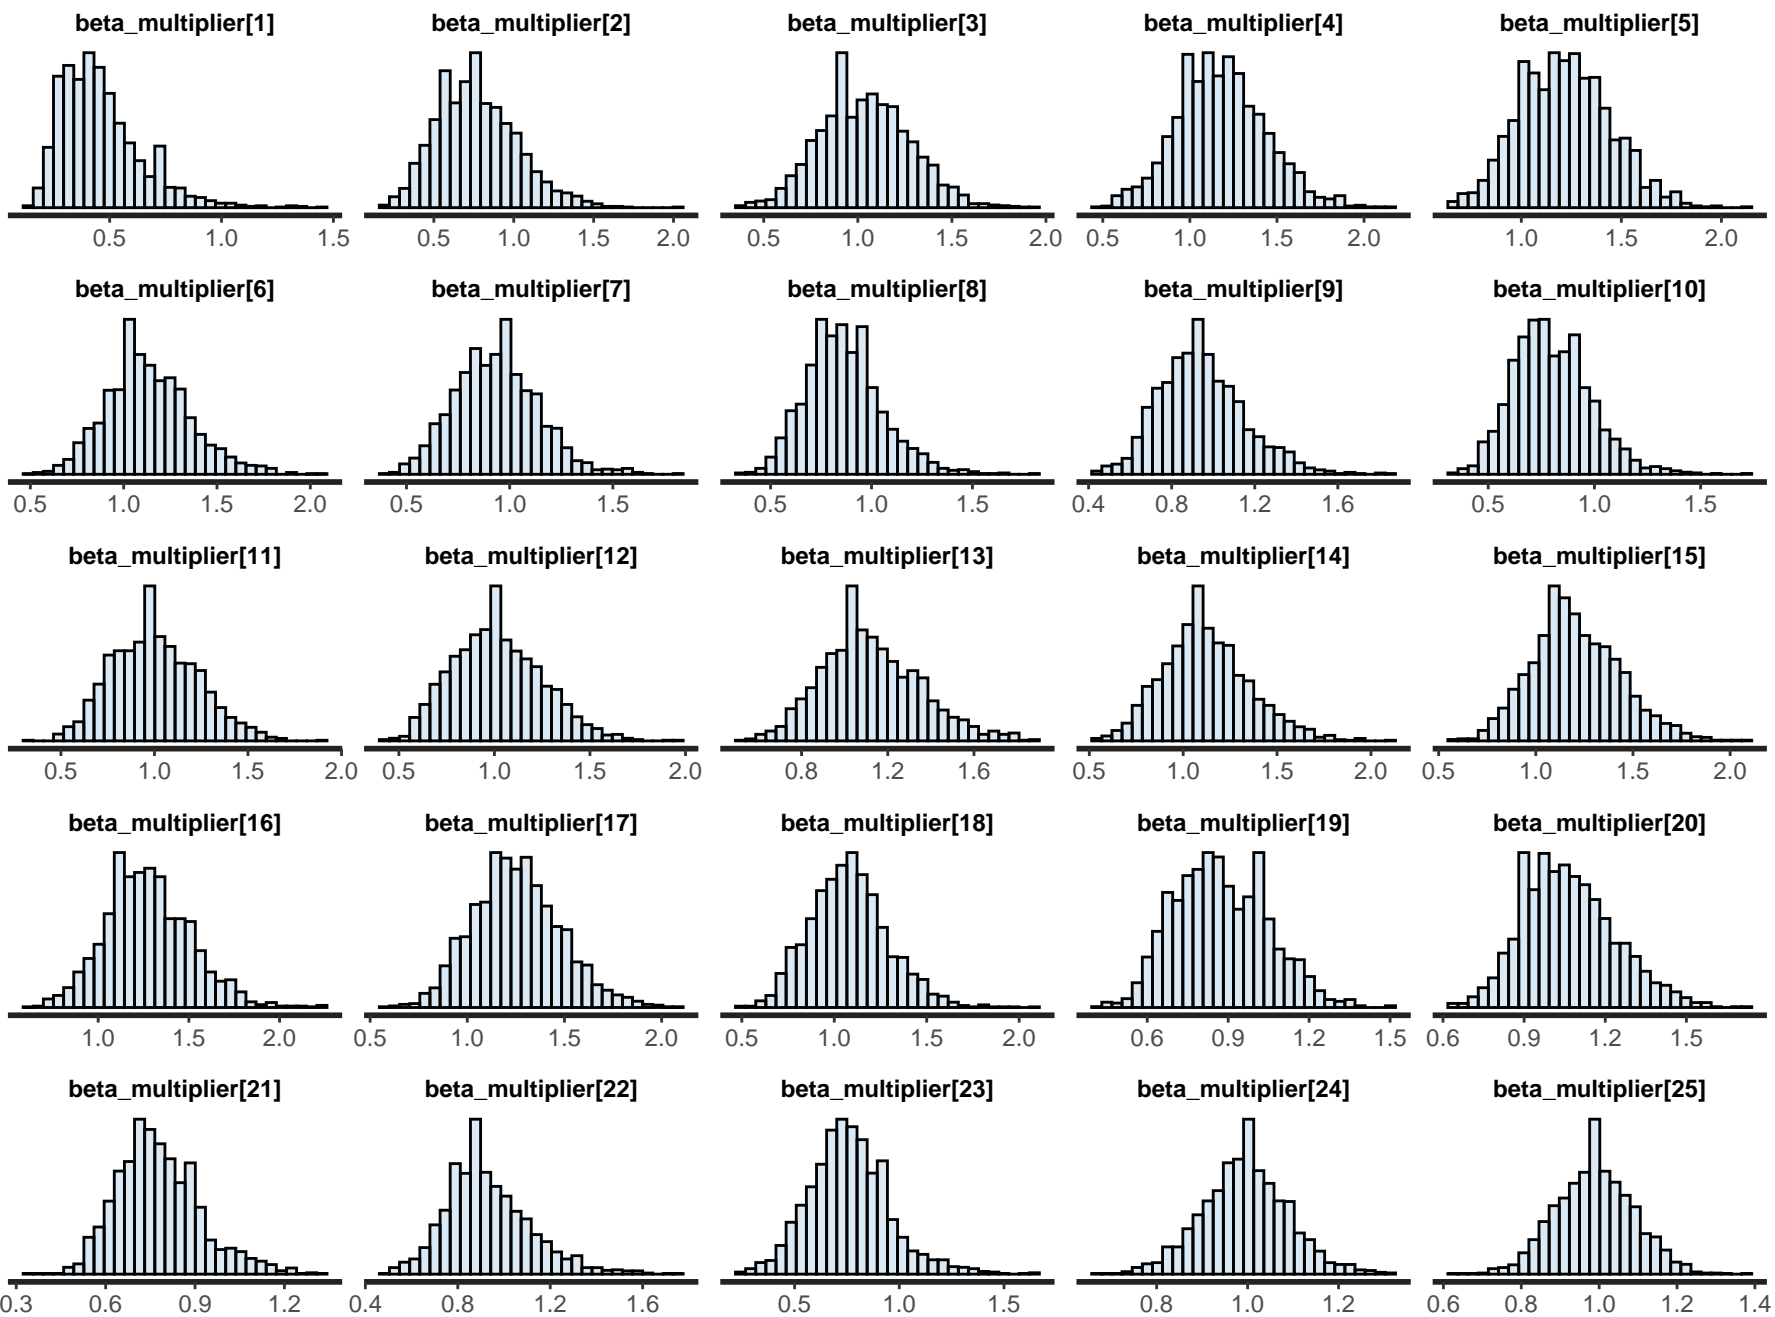 beta_multiplier[1] beta_multiplier[2] beta_multiplier[3] beta_multiplier[4] beta_multiplier[5]
0.5 1.0 1.5 0.5 1.0 1.5 2.0 0.5 1.0 1.5 2.0 0.5 1.0 1.5 2.0 1.0 1.5 2.0
beta_multiplier[6] beta_multiplier[7] beta_multiplier[8] beta_multiplier[9] beta_multiplier[10]
0.5 1.0 1.5 2.0 0.5 1.0 1.5 0.5 1.0 1.5 0.4 0.8 1.2 1.6 0.5 1.0 1.5
beta_multiplier[11] beta_multiplier[12] beta_multiplier[13] beta_multiplier[14] beta_multiplier[15]
0.5 1.0 1.5 2.0 0.5 1.0 1.5 2.0 0.8 1.2 1.6 0.5 1.0 1.5 2.0 0.5 1.0 1.5 2.0
beta_multiplier[16] beta_multiplier[17] beta_multiplier[18] beta_multiplier[19] beta_multiplier[20]
1.0 1.5 2.0 0.5 1.0 1.5 2.0 0.5 1.0 1.5 2.0 0.6 0.9 1.2 1.5 0.6 0.9 1.2 1.5
beta_multiplier[21] beta_multiplier[22] beta_multiplier[23] beta_multiplier[24] beta_multiplier[25]
0.3 0.6 0.9 1.2 0.4 0.8 1.2 1.6 0.5 1.0 1.5 0.8 1.0 1.2 0.6 0.8 1.0 1.2 1.4